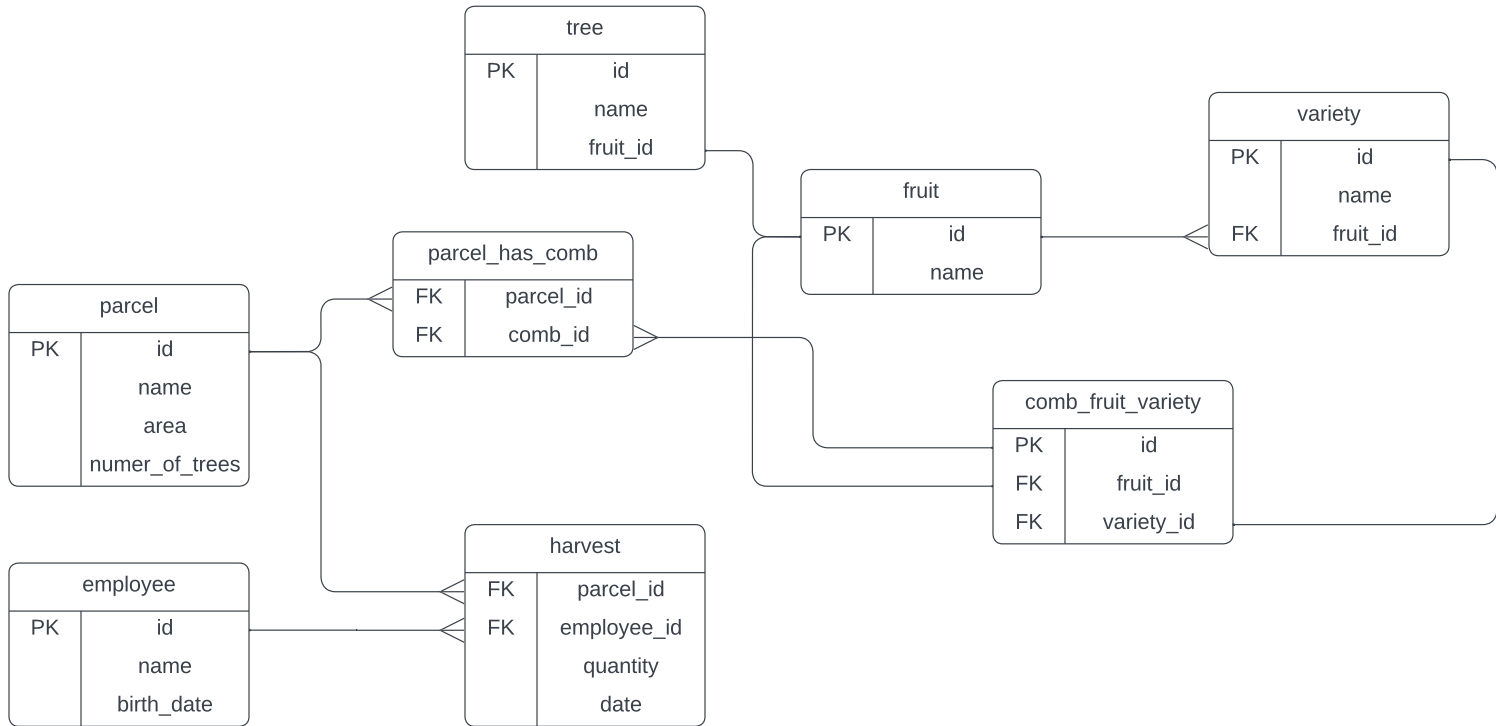 tree
PK id
name
fruit_id
variety
PK id
name
FK fruit_id
fruit
PK id
name
parcel_has_comb
FK parcel_id
FK comb_id
parcel
PK id
name
area
numer_of_trees
comb_fruit_variety
PK id
FK fruit_id
FK variety_id
harvest
FK parcel_id
FK employee_id
quantity
date
employee
PK id
name
birth_date